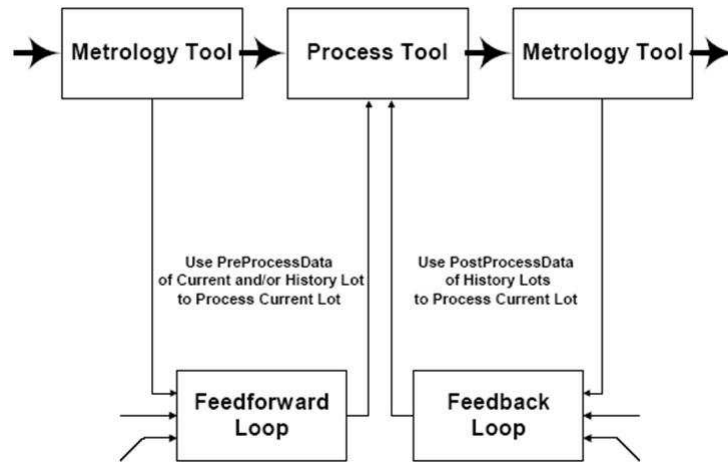 Metrology Tool
Process Tool
Metrology Tool
Use PreProcessData
of Current and/or History Lot
to Process Current Lot
Use PostProcessData
of History Lots
to Process Current Lot
Feedforward
Loop
Feedback
Loop